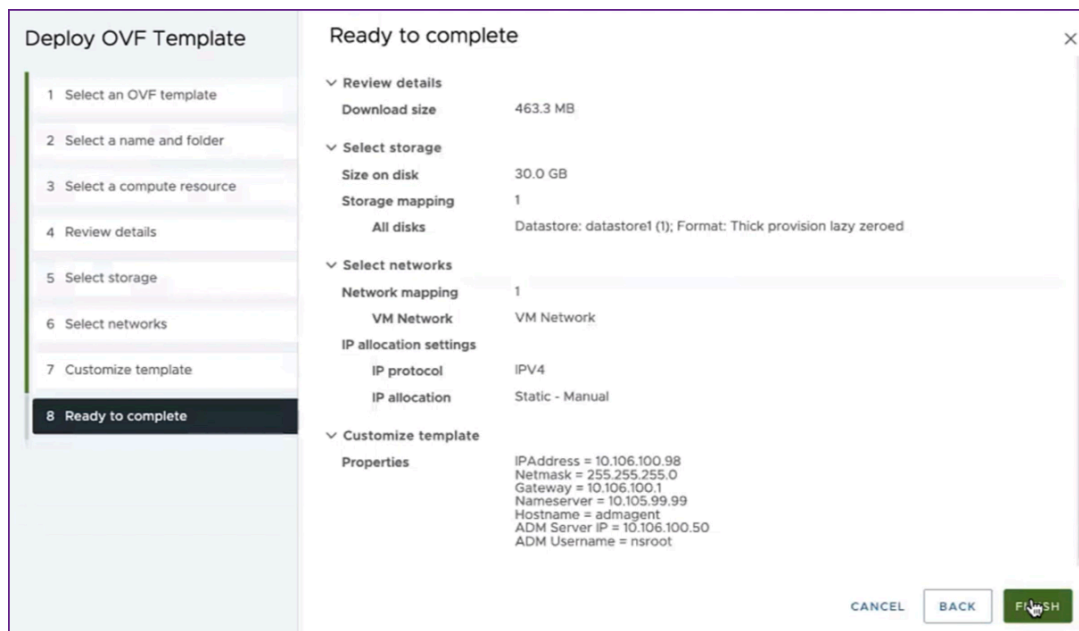 Deploy OVF Template
1 Select an OVF template
2 Select a name and folder
3 Select a compute resource
4 Review details
5 Select storage
6 Select networks
7 Customize template
8 Ready to complete
Ready to complete
Review details
Download size 463.3 MB
Select storage
Size on disk 30.0 GB
Storage mapping 1
All disks Datastore: datastore1 (1); Format: Thick provision lazy zeroed
Select networks
Network mapping 1
VM Network VM Network
IP allocation settings
IP protocol IPV4
IP allocation Static - Manual
Customize template
Properties IPAddress = 10.106.100.98
Netmask = 255.255.255.0
Gateway = 10.106.100.1
Nameserver = 10.105.99.99
Hostname = admagent
ADM Server IP = 10.106.100.50
ADM Username = nsroot
CANCEL BACK FINISH